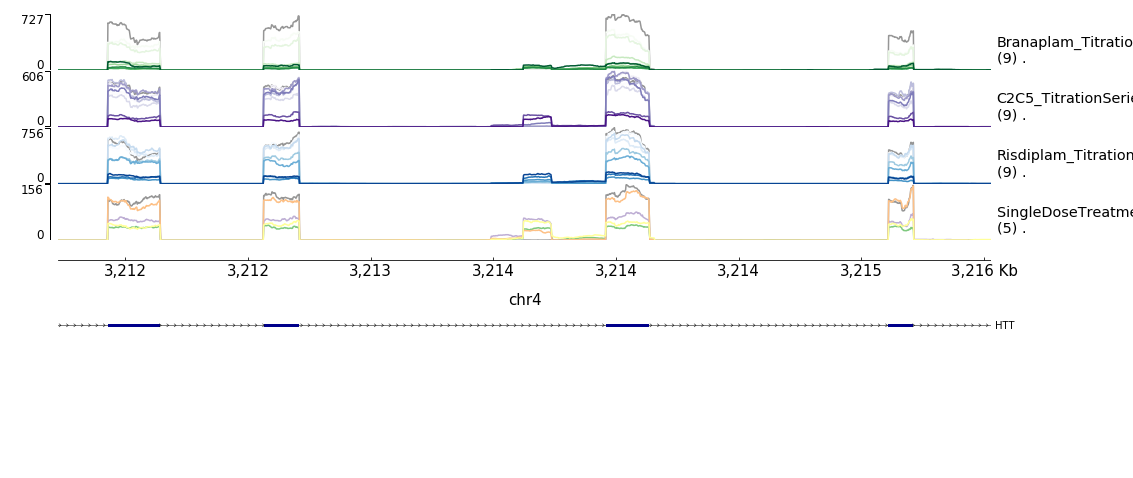 727
0
Branaplam_Titratio
(9) .
606
0
C2C5_TitrationSerie
(9) .
756
0
Risdiplam_Titration
(9) .
156
0
SingleDoseTreatme
(5) .
3,212 3,212 3,213 3,214 3,214 3,214 3,215 3,216 Kb
chr4
HTT